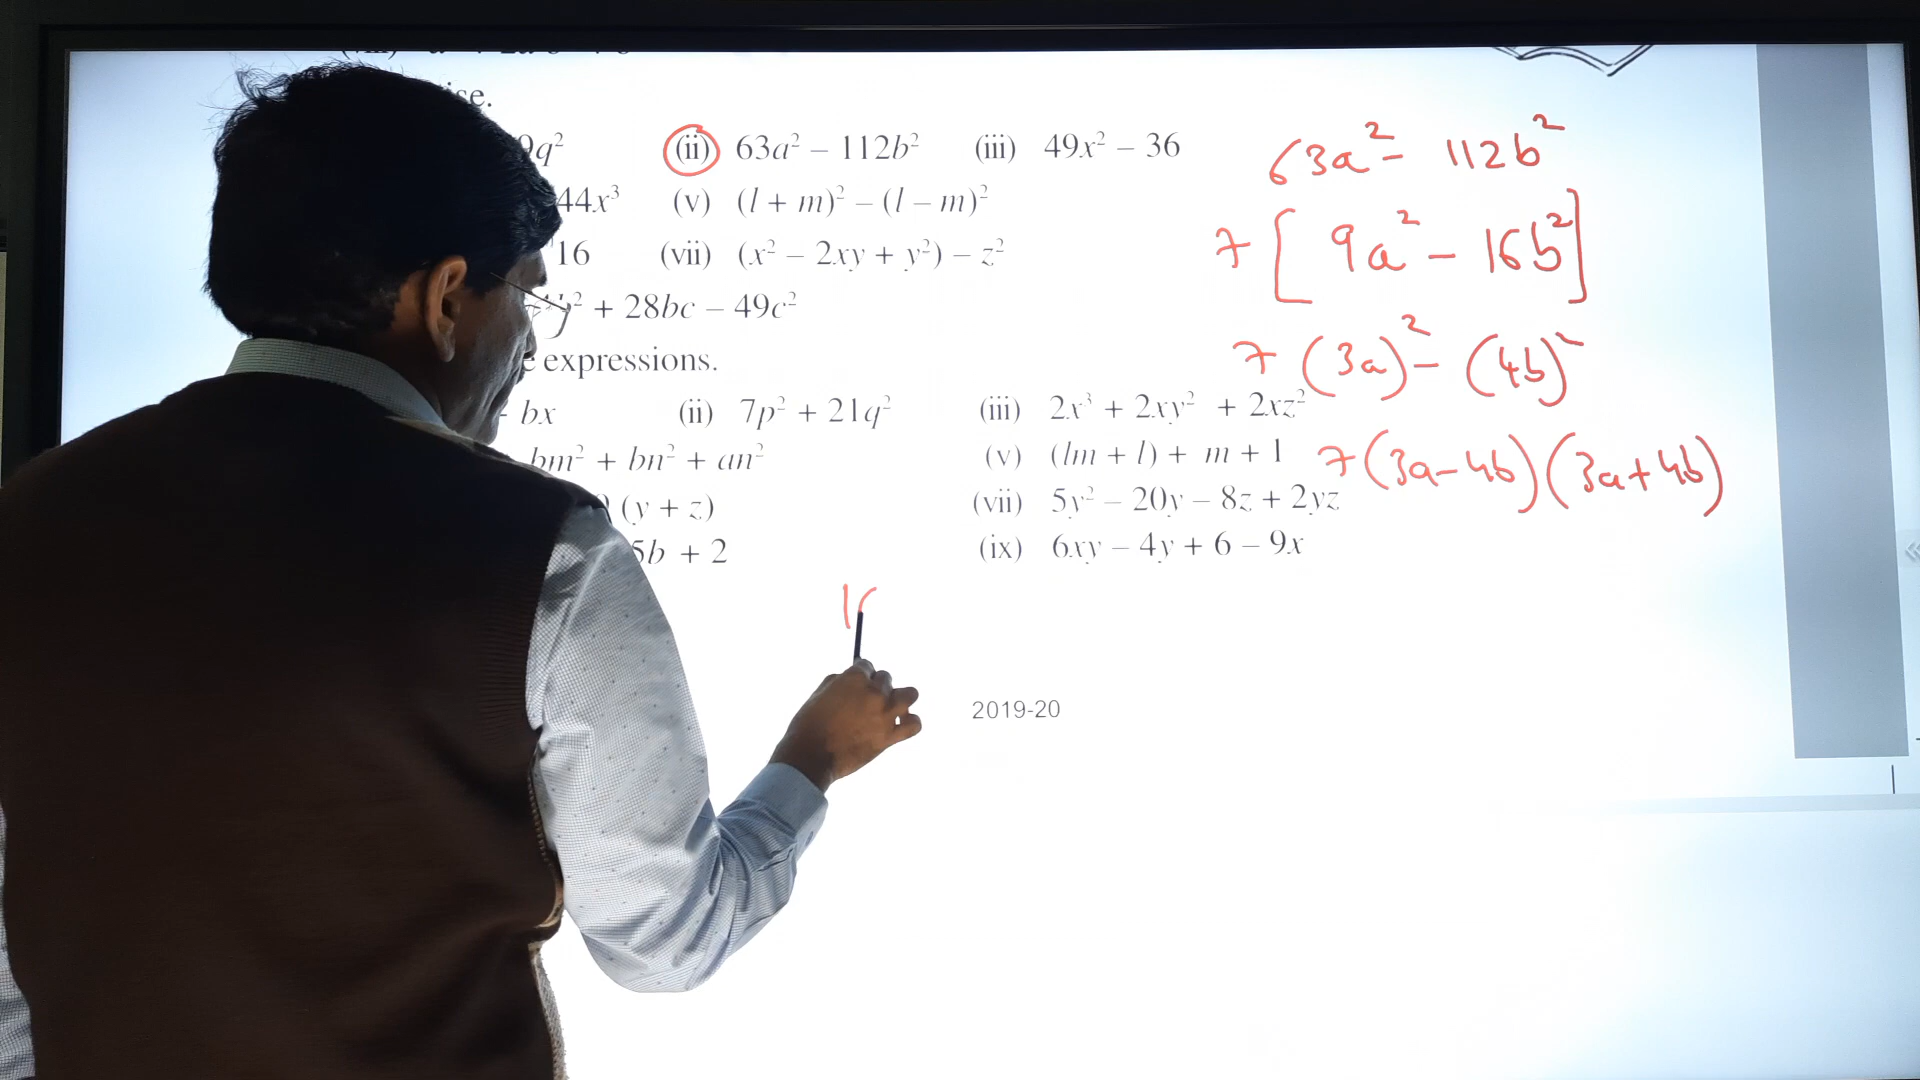 ise.
9q² (ii) 63a² – 112b² (iii) 49x² – 36
44x³ (v) (l + m)² – (l – m)²
16 (vii) (x² – 2xy + y²) – z²
² + 28bc – 49c²
expressions.
bx (ii) 7p² + 21q² (iii) 2x³ + 2xy² + 2xz²
bm² + bn² + an² (v) (lm + l) + m + 1
(y + z) (vii) 5y² – 20y – 8z + 2yz
5b + 2 (ix) 6xy – 4y + 6 – 9x
2019-20
63a² - 112b²
7 [ 9a² - 16b² ]
7 (3a)² - (4b)²
7 (3a - 4b) (3a + 4b)